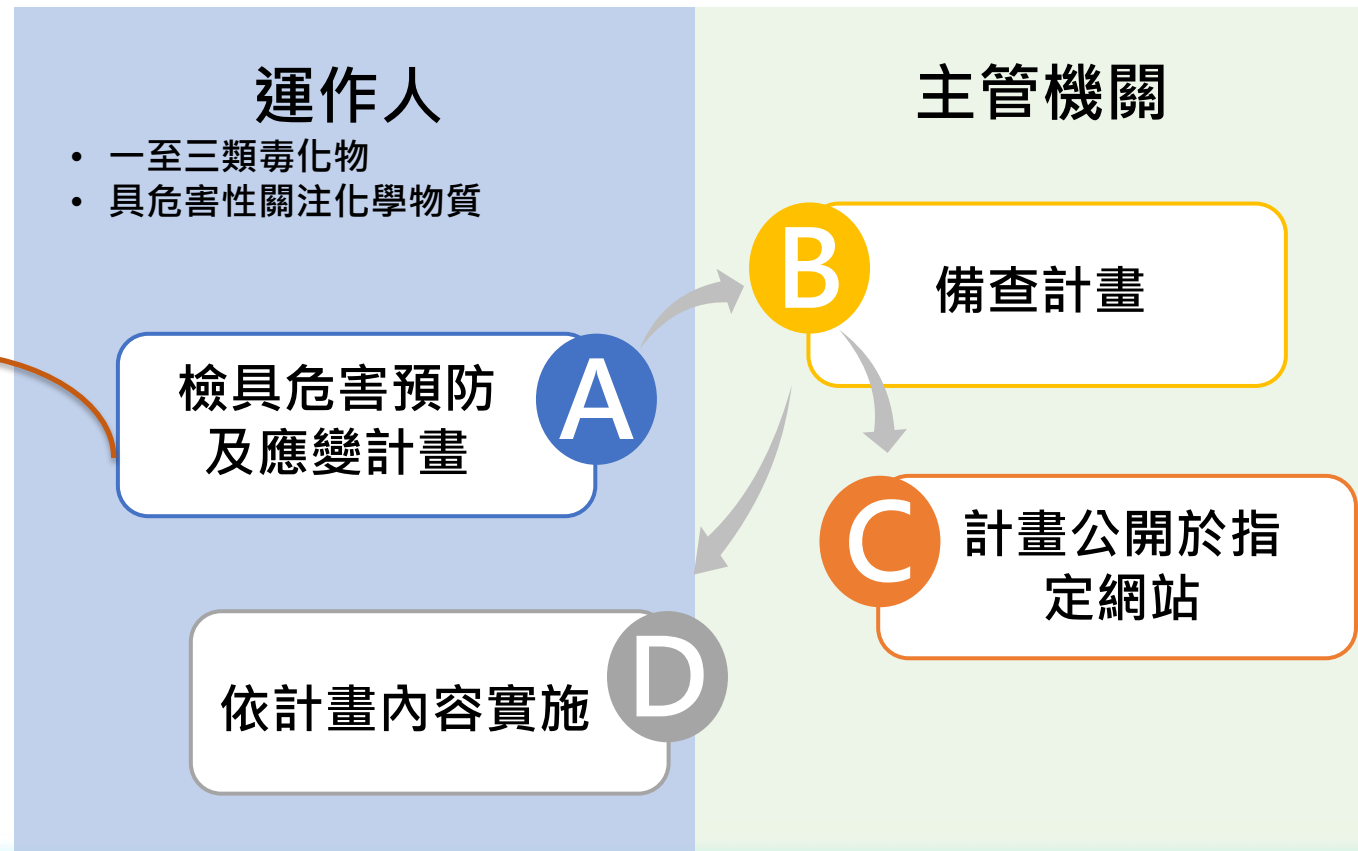 運作人
• 一至三類毒化物
• 具危害性關注化學物質
檢具危害預防
及應變計畫
A
依計畫內容實施
D
主管機關
B
備查計畫
C
計畫公開於指
定網站